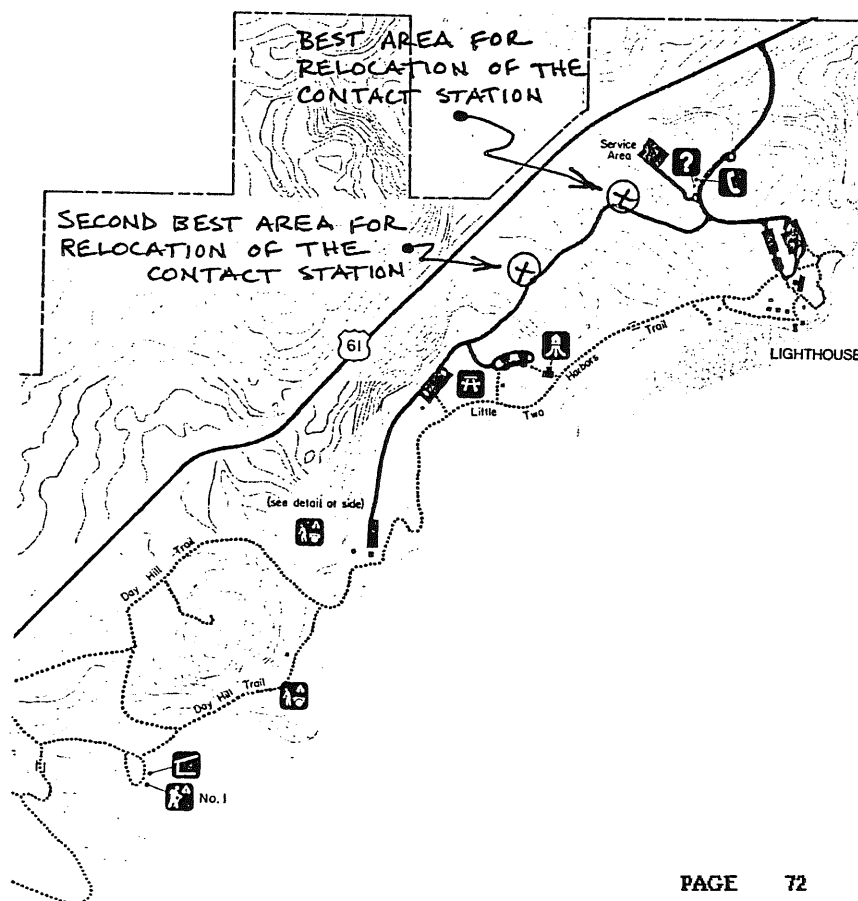 BEST AREA FOR
RELOCATION OF THE
CONTACT STATION
Service
Area
?
SECOND BEST AREA FOR
RELOCATION OF THE
CONTACT STATION
61
LIGHTHOUSE
Little Two Harbors Trail
(see detail at side)
Day Hill Trail
Day Hill Trail
No. 1
PAGE 72